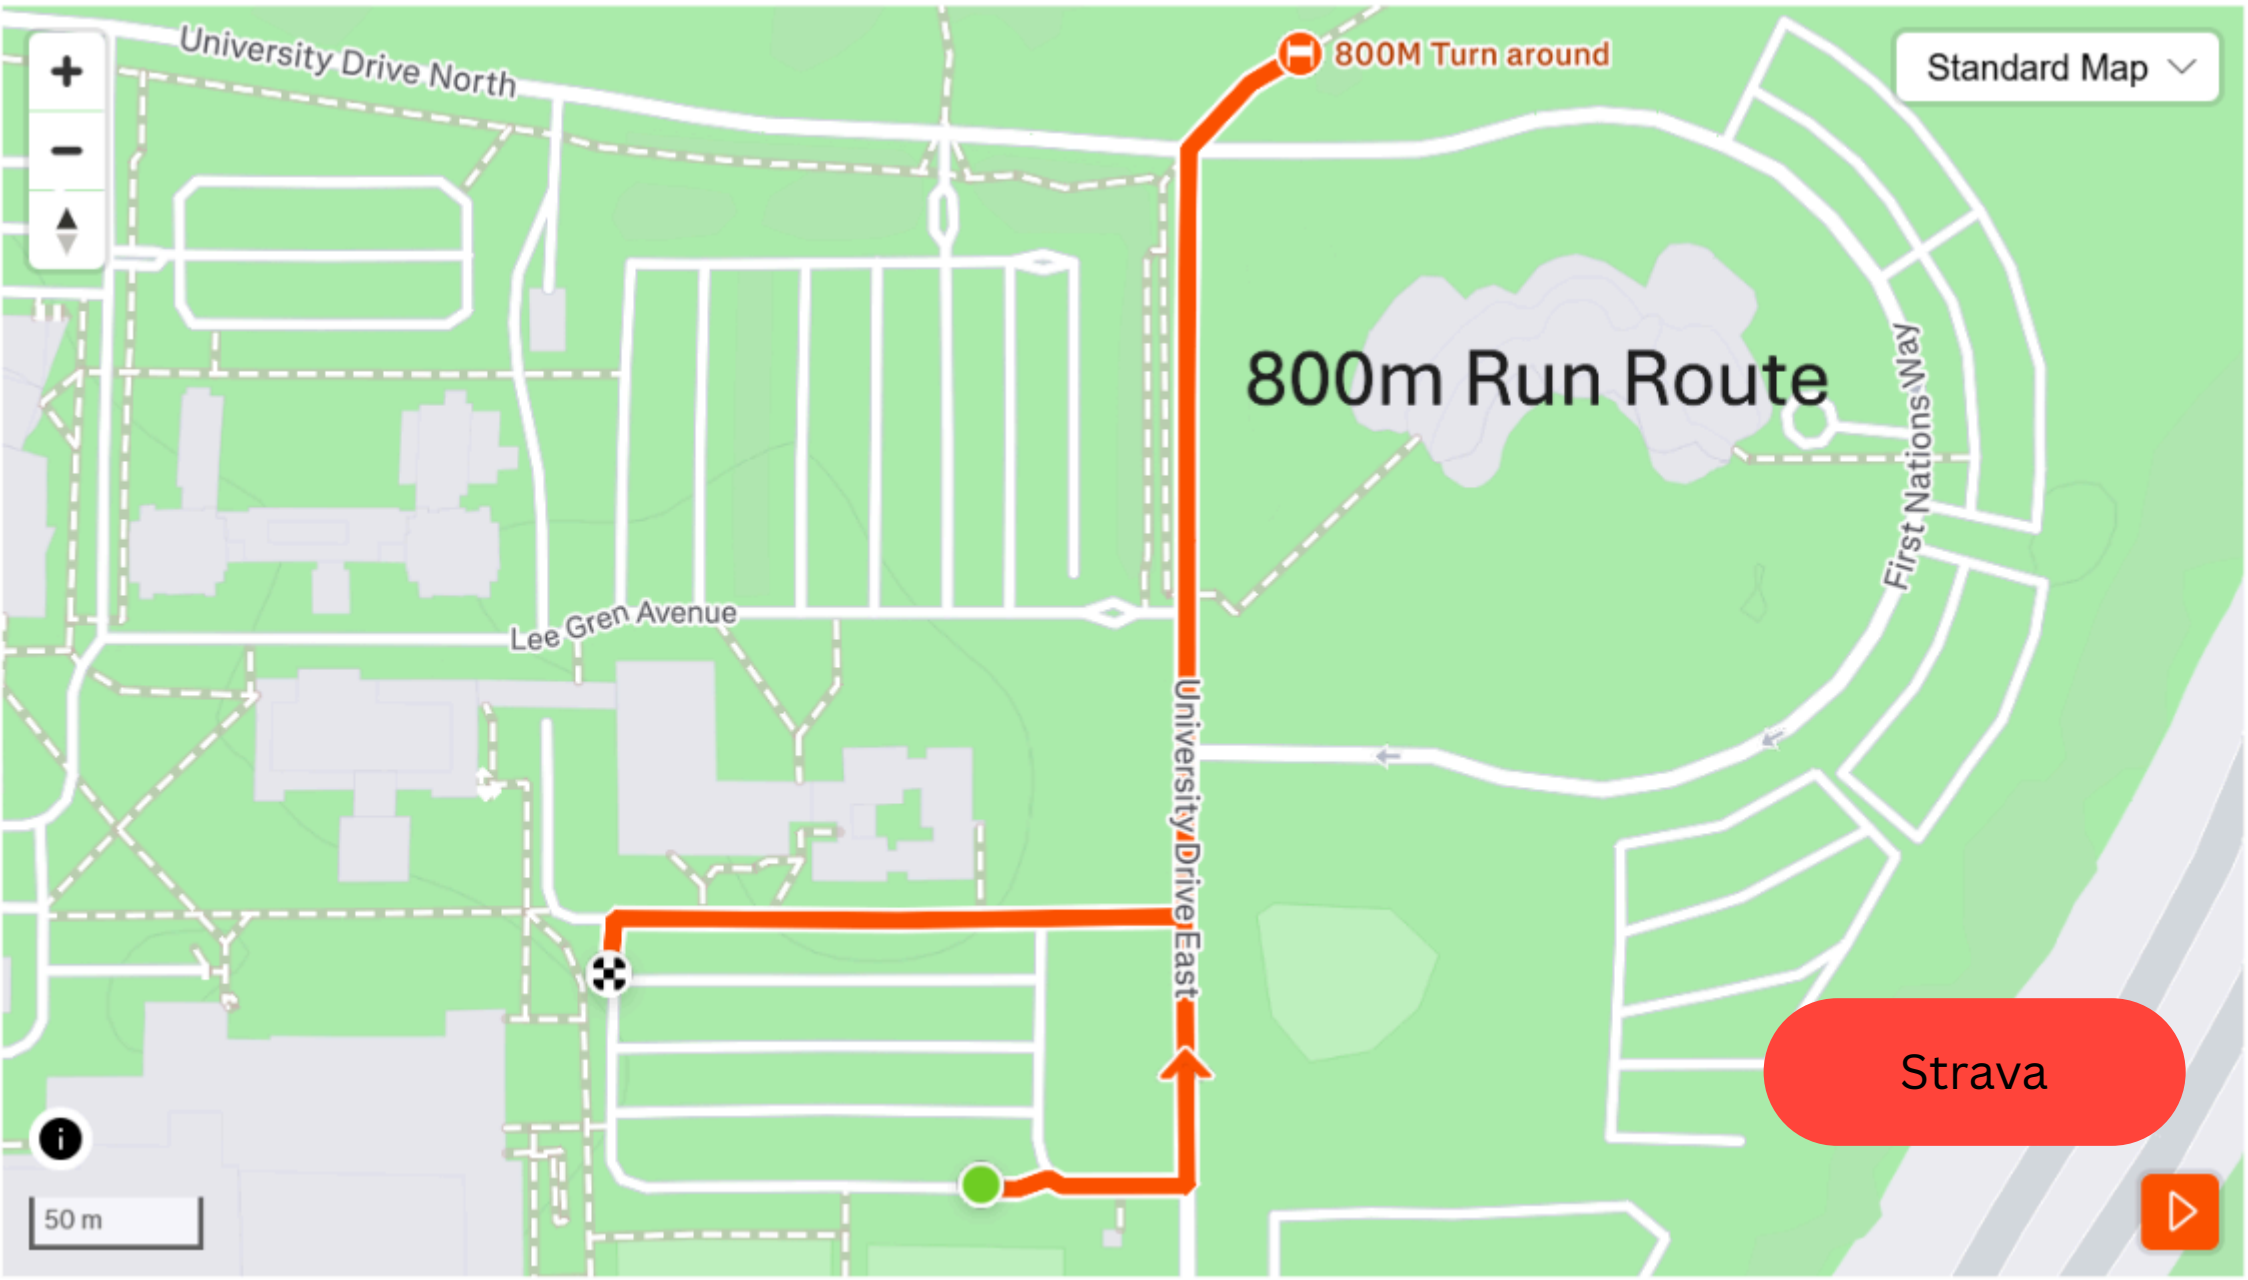 University Drive North
800M Turn around
Standard Map
+
−
800m Run Route
First Nations Way
Lee Gren Avenue
University Drive East
Strava
i
50 m